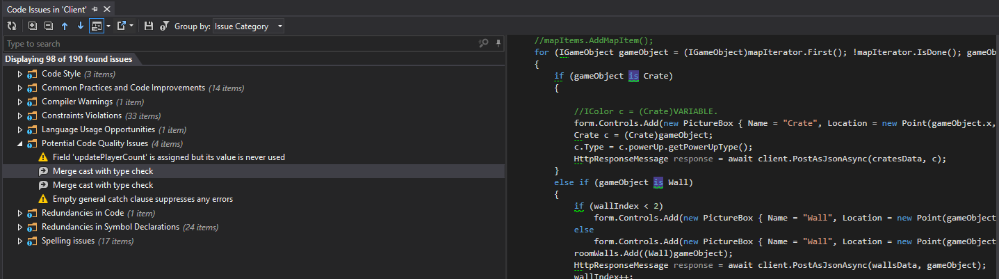 Code Issues in 'Client'
Group by: Issue Category
Type to search
Displaying 98 of 190 found issues
Code Style (3 items)
Common Practices and Code Improvements (14 items)
Compiler Warnings (1 item)
Constraints Violations (33 items)
Language Usage Opportunities (1 item)
Potential Code Quality Issues (4 items)
Field 'updatePlayerCount' is assigned but its value is never used
Merge cast with type check
Merge cast with type check
Empty general catch clause suppresses any errors
Redundancies in Code (1 item)
Redundancies in Symbol Declarations (24 items)
Spelling issues (17 items)
//mapItems.AddMapItem();
for (IGameObject gameObject = (IGameObject)mapIterator.First(); !mapIterator.IsDone(); gameOb
{
if (gameObject is Crate)
{
//IColor c = (Crate)VARIABLE.
form.Controls.Add(new PictureBox { Name = "Crate", Location = new Point(gameObject.x,
Crate c = (Crate)gameObject;
c.Type = c.powerUp.getPowerUpType();
HttpResponseMessage response = await client.PostAsJsonAsync(cratesData, c);
}
else if (gameObject is Wall)
{
if (wallIndex < 2)
form.Controls.Add(new PictureBox { Name = "Wall", Location = new Point(gameObject
else
form.Controls.Add(new PictureBox { Name = "Wall", Location = new Point(gameObject
roomWalls.Add((Wall)gameObject);
HttpResponseMessage response = await client.PostAsJsonAsync(wallsData, gameObject);
wallIndex++;